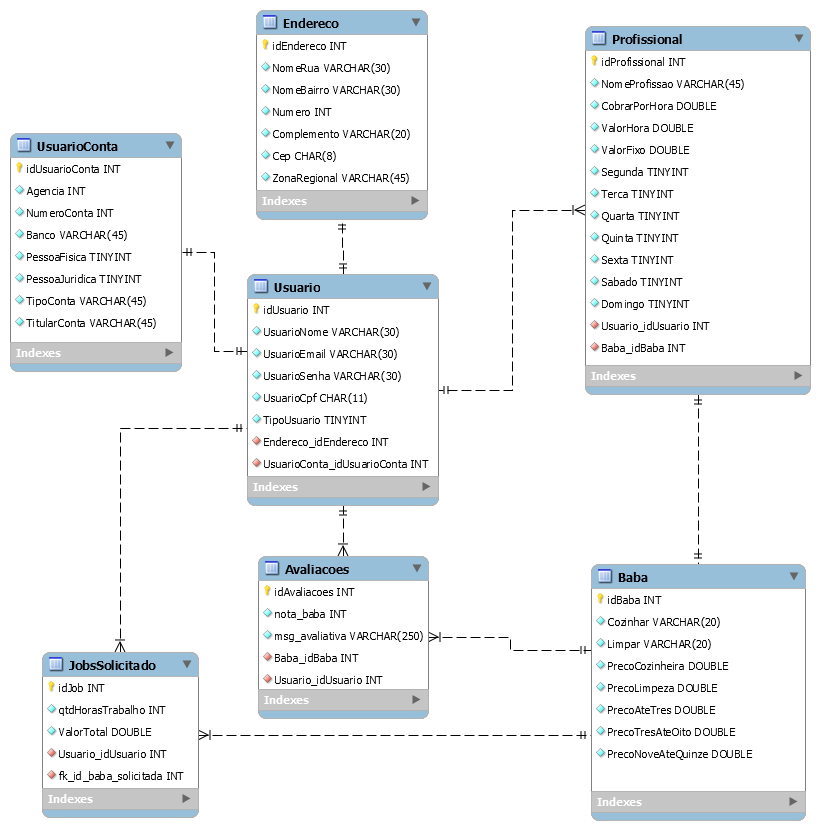 Endereco
idEndereco INT
NomeRua VARCHAR(30)
NomeBairro VARCHAR(30)
Numero INT
Complemento VARCHAR(20)
Cep CHAR(8)
ZonaRegional VARCHAR(45)
Indexes
Profissional
idProfissional INT
NomeProfissao VARCHAR(45)
CobrarPorHora DOUBLE
ValorHora DOUBLE
ValorFixo DOUBLE
Segunda TINYINT
Terca TINYINT
Quarta TINYINT
Quinta TINYINT
Sexta TINYINT
Sabado TINYINT
Domingo TINYINT
Usuario_idUsuario INT
Baba_idBaba INT
Indexes
UsuarioConta
idUsuarioConta INT
Agencia INT
NumeroConta INT
Banco VARCHAR(45)
PessoaFisica TINYINT
PessoaJuridica TINYINT
TipoConta VARCHAR(45)
TitularConta VARCHAR(45)
Indexes
Usuario
idUsuario INT
UsuarioNome VARCHAR(30)
UsuarioEmail VARCHAR(30)
UsuarioSenha VARCHAR(30)
UsuarioCpf CHAR(11)
TipoUsuario TINYINT
Endereco_idEndereco INT
UsuarioConta_idUsuarioConta INT
Indexes
Avaliacoes
idAvaliacoes INT
nota_baba INT
msg_avaliativa VARCHAR(250)
Baba_idBaba INT
Usuario_idUsuario INT
Indexes
Baba
idBaba INT
Cozinhar VARCHAR(20)
Limpar VARCHAR(20)
PrecoCozinheira DOUBLE
PrecoLimpeza DOUBLE
PrecoAteTres DOUBLE
PrecoTresAteOito DOUBLE
PrecoNoveAteQuinze DOUBLE
Indexes
JobsSolicitado
idJob INT
qtdHorasTrabalho INT
ValorTotal DOUBLE
Usuario_idUsuario INT
fk_id_baba_solicitada INT
Indexes